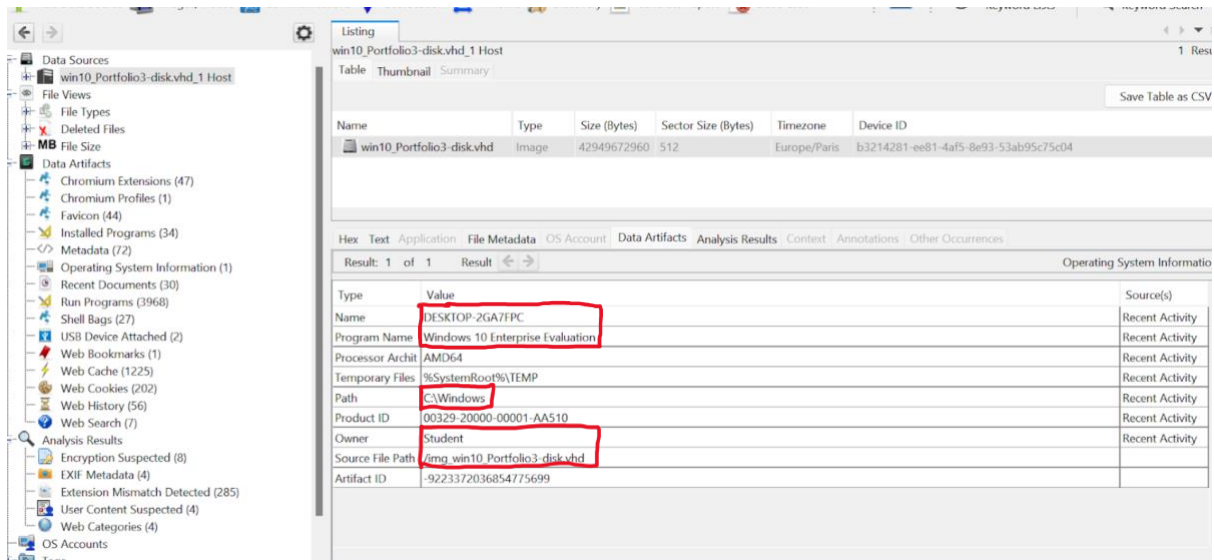 Listing
win10_Portfolio3-disk.vhd_1 Host
1 Resu
Table Thumbnail Summary
Save Table as CSV
Name Type Size (Bytes) Sector Size (Bytes) Timezone Device ID
win10_Portfolio3-disk.vhd Image 42949672960 512 Europe/Paris b3214281-ee81-4af5-8e93-53ab95c75c04
Data Sources
win10_Portfolio3-disk.vhd_1 Host
File Views
File Types
Deleted Files
MB File Size
Data Artifacts
Chromium Extensions (47)
Chromium Profiles (1)
Favicon (44)
Installed Programs (34)
Metadata (72)
Operating System Information (1)
Recent Documents (30)
Run Programs (3968)
Shell Bags (27)
USB Device Attached (2)
Web Bookmarks (1)
Web Cache (1225)
Web Cookies (202)
Web History (56)
Web Search (7)
Analysis Results
Encryption Suspected (8)
EXIF Metadata (4)
Extension Mismatch Detected (285)
User Content Suspected (4)
Web Categories (4)
OS Accounts
Hex Text Application File Metadata OS Account Data Artifacts Analysis Results Context Annotations Other Occurrences
Result: 1 of 1 Result
Operating System Informatio
Type Value Source(s)
Name DESKTOP-2GA7FPC Recent Activity
Program Name Windows 10 Enterprise Evaluation Recent Activity
Processor Archit AMD64 Recent Activity
Temporary Files %SystemRoot%\TEMP Recent Activity
Path C:\Windows Recent Activity
Product ID 00329-20000-00001-AA510 Recent Activity
Owner Student Recent Activity
Source File Path /img_win10_Portfolio3-disk.vhd
Artifact ID -9223372036854775699